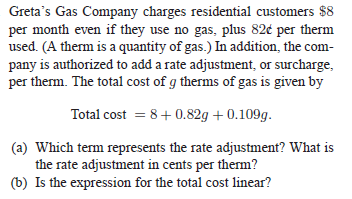 Greta's Gas Company charges residential customers $8
per month even if they use no gas, plus 82¢ per therm
used. (A therm is a quantity of gas.) In addition, the com-
pany is authorized to add a rate adjustment, or surcharge,
per therm. The total cost of g therms of gas is given by
Total cost = 8 + 0.82g + 0.109g.
(a) Which term represents the rate adjustment? What is
the rate adjustment in cents per therm?
(b) Is the expression for the total cost linear?